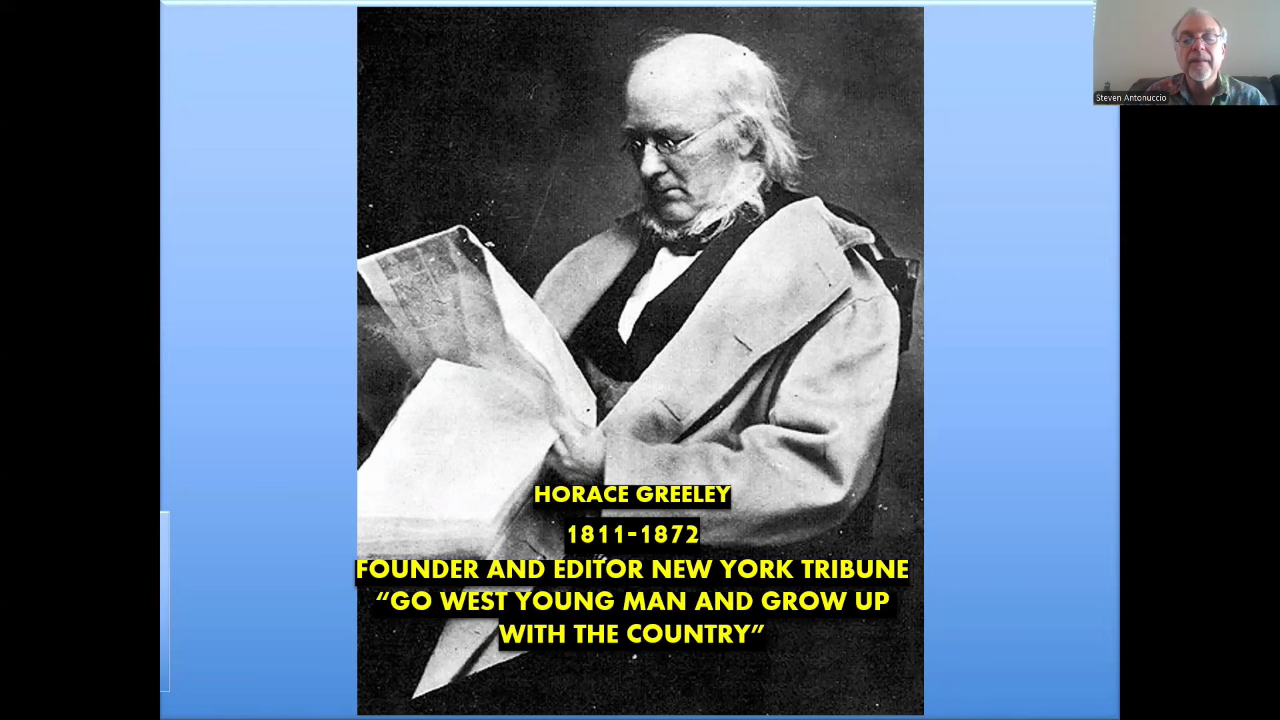 Steven Antonuccio
HORACE GREELEY
1811-1872
FOUNDER AND EDITOR NEW YORK TRIBUNE
“GO WEST YOUNG MAN AND GROW UP
WITH THE COUNTRY”